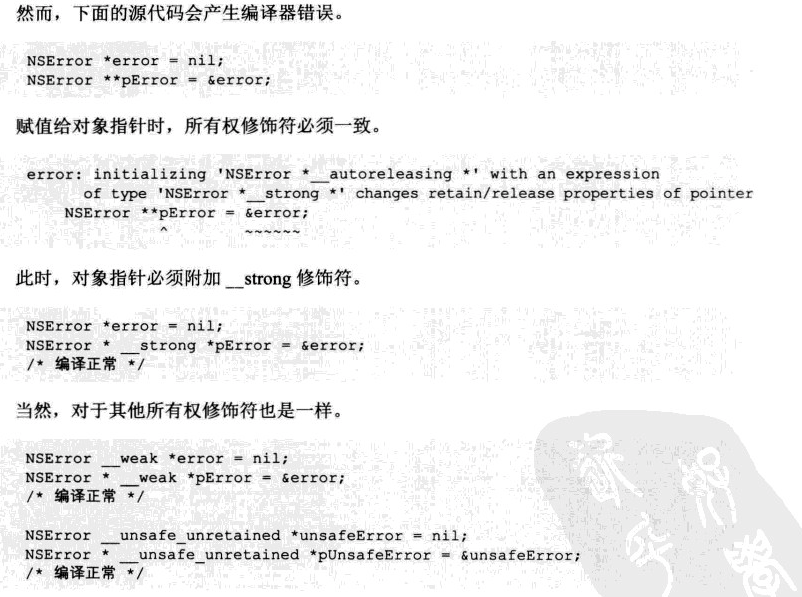 然而，下面的源代码会产生编译器错误。
NSError *error = nil;
NSError **pError = &error;
赋值给对象指针时，所有权修饰符必须一致。
error: initializing 'NSError *__autoreleasing *' with an expression
of type 'NSError *__strong *' changes retain/release properties of pointer
NSError **pError = &error;
^ ~~~~~~
此时，对象指针必须附加 __strong 修饰符。
NSError *error = nil;
NSError * __strong *pError = &error;
/* 编译正常 */
当然，对于其他所有权修饰符也是一样。
NSError __weak *error = nil;
NSError * __weak *pError = &error;
/* 编译正常 */
NSError __unsafe_unretained *unsafeError = nil;
NSError * __unsafe_unretained *pUnsafeError = &unsafeError;
/* 编译正常 */